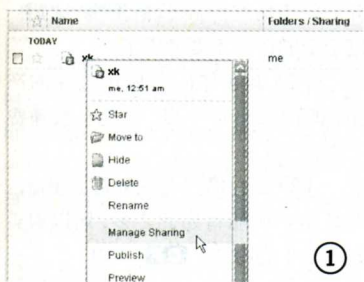 Name Folders / Sharing
TODAY
xk me
xk
me, 12:51 am
Star
Move to
Hide
Delete
Rename
Manage Sharing
Publish
Preview
①